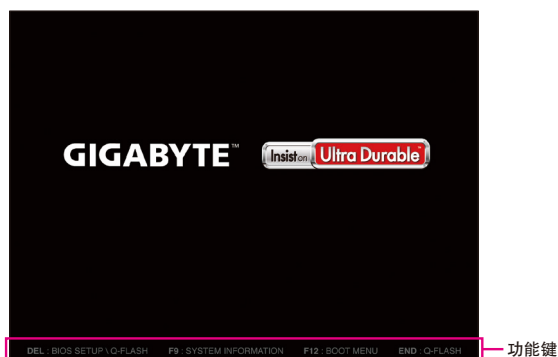 GIGABYTE™
Insist on Ultra Durable™
DEL : BIOS SETUP \ Q-FLASH F9 : SYSTEM INFORMATION F12 : BOOT MENU END : Q-FLASH
功能键